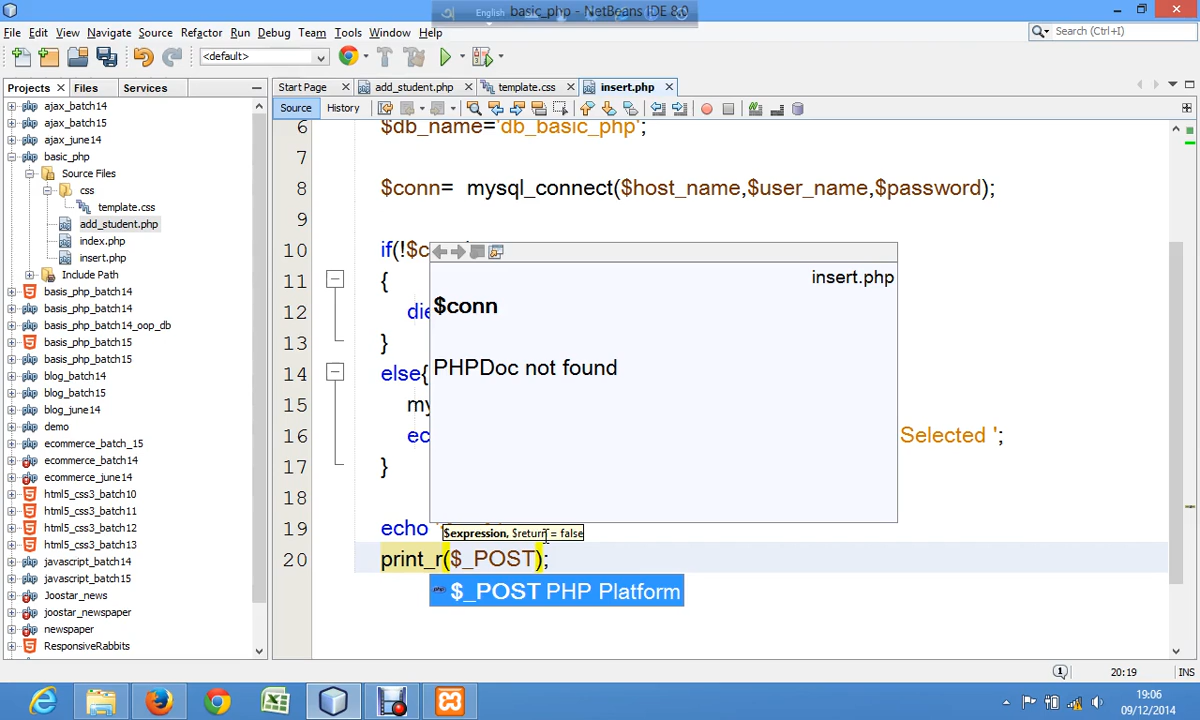 English
basic_php - NetBeans IDE 8.0
File Edit View Navigate Source Refactor Run Debug Team Tools Window Help
Search (Ctrl+I)
<default>
Projects Files Services
Start Page add_student.php template.css insert.php
Source History
ajax_batch14
ajax_batch15
ajax_june14
basic_php
Source Files
css
template.css
add_student.php
index.php
insert.php
Include Path
basis_php_batch14
basis_php_batch14
basis_php_batch14_oop_db
basis_php_batch15
basis_php_batch15
blog_batch14
blog_batch15
blog_june14
demo
ecommerce_batch_15
ecommerce_batch14
ecommerce_june14
html5_css3_batch10
html5_css3_batch11
html5_css3_batch12
html5_css3_batch13
javascript_batch14
javascript_batch15
Joostar_news
joostar_newspaper
newspaper
ResponsiveRabbits
6 $db_name='db_basic_php';
7
8 $conn= mysql_connect($host_name,$user_name,$password);
9
10 if(!$c
11 {
12 die
13 }
14 else{
15 my
16 ec Selected ';
17 }
18
19 echo
20 print_r($_POST);
insert.php
$conn
PHPDoc not found
$expression, $return = false
$_POST PHP Platform
20:19 INS
19:06
09/12/2014